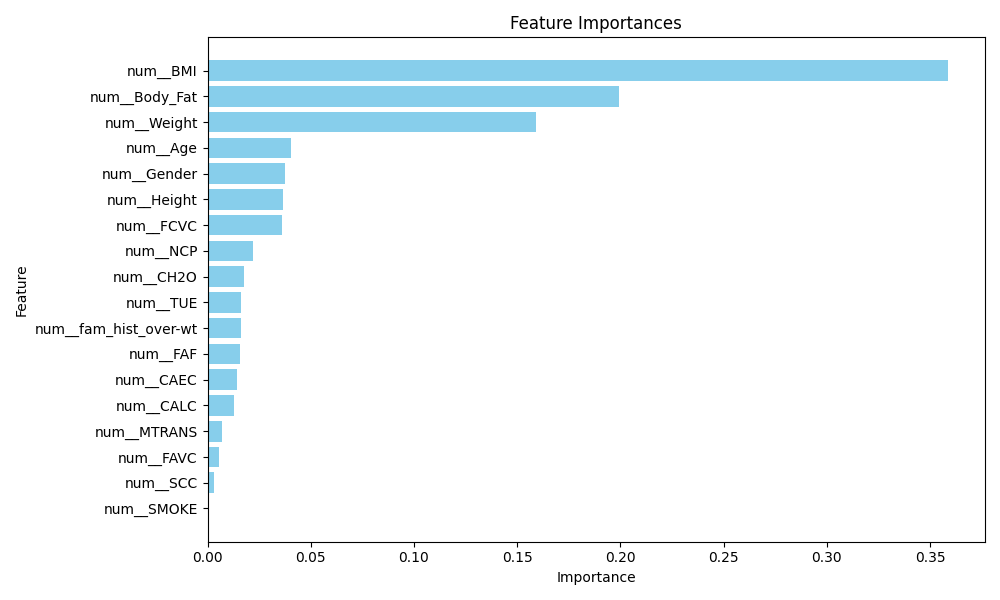 Feature Importances
Feature
num__BMI
num__Body_Fat
num__Weight
num__Age
num__Gender
num__Height
num__FCVC
num__NCP
num__CH2O
num__TUE
num__fam_hist_over-wt
num__FAF
num__CAEC
num__CALC
num__MTRANS
num__FAVC
num__SCC
num__SMOKE
0.00 0.05 0.10 0.15 0.20 0.25 0.30 0.35
Importance